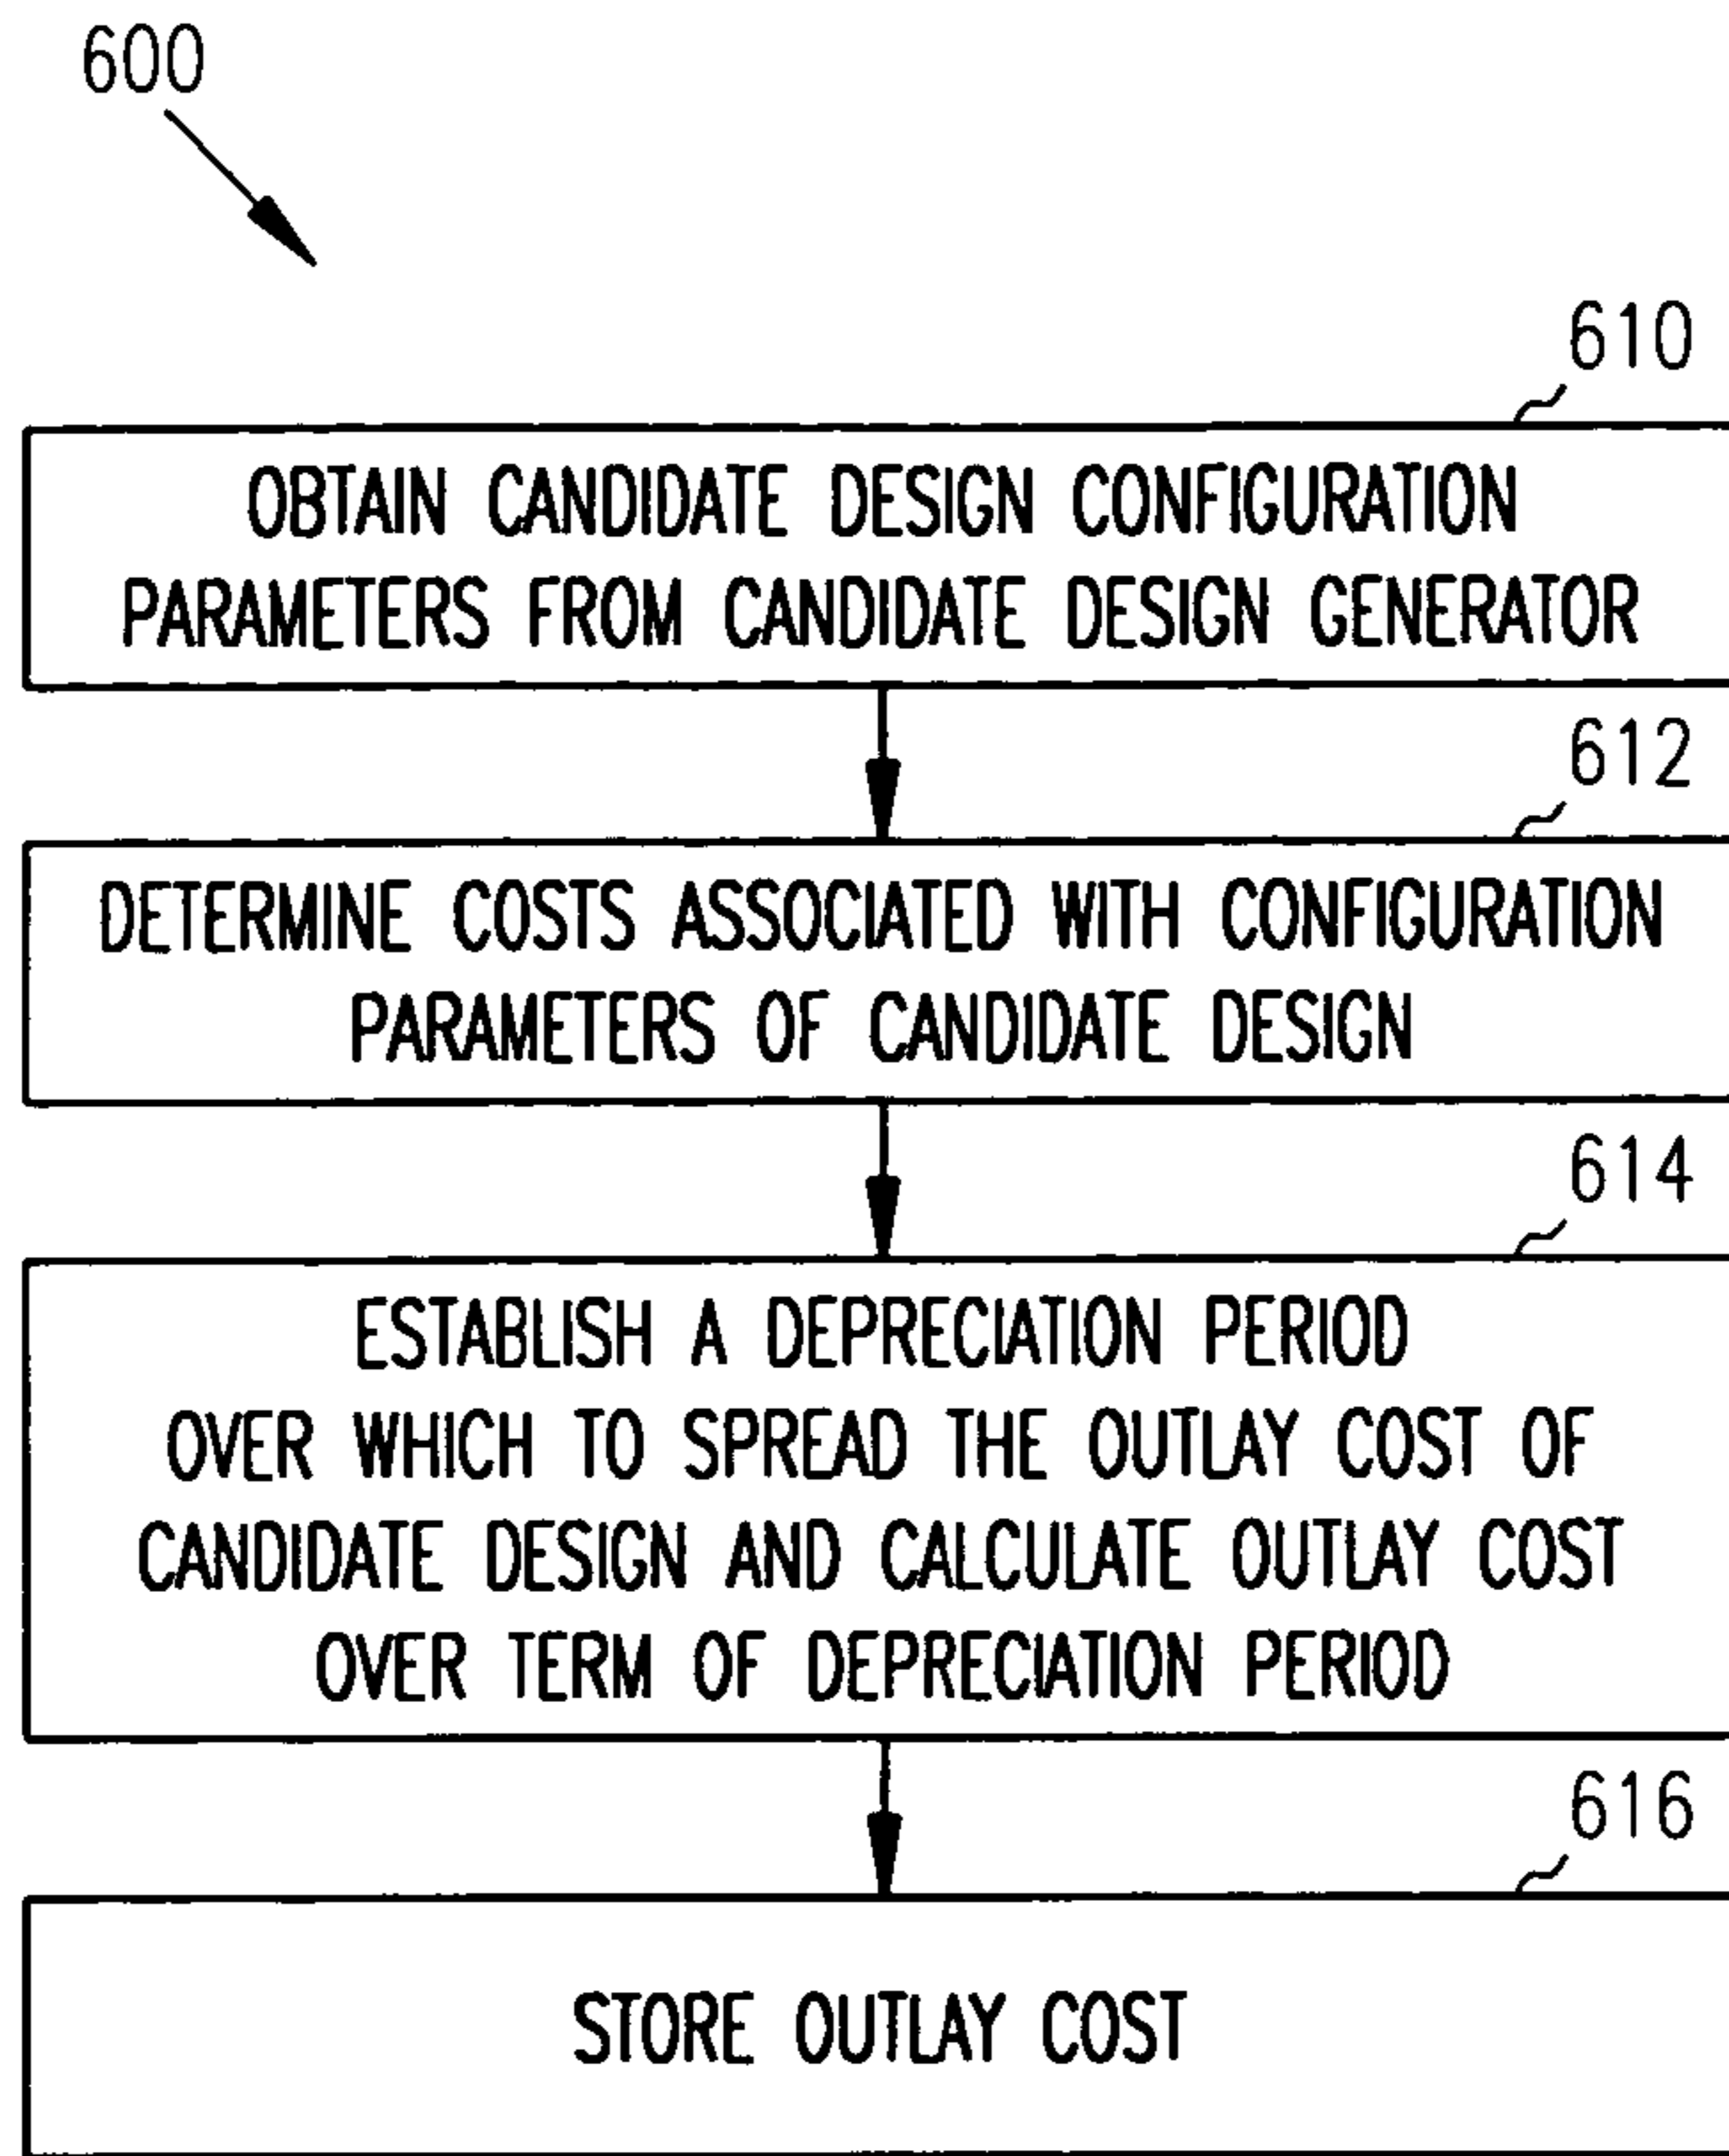 600
610
OBTAIN CANDIDATE DESIGN CONFIGURATION
PARAMETERS FROM CANDIDATE DESIGN GENERATOR
612
DETERMINE COSTS ASSOCIATED WITH CONFIGURATION
PARAMETERS OF CANDIDATE DESIGN
614
ESTABLISH A DEPRECIATION PERIOD
OVER WHICH TO SPREAD THE OUTLAY COST OF
CANDIDATE DESIGN AND CALCULATE OUTLAY COST
OVER TERM OF DEPRECIATION PERIOD
616
STORE OUTLAY COST